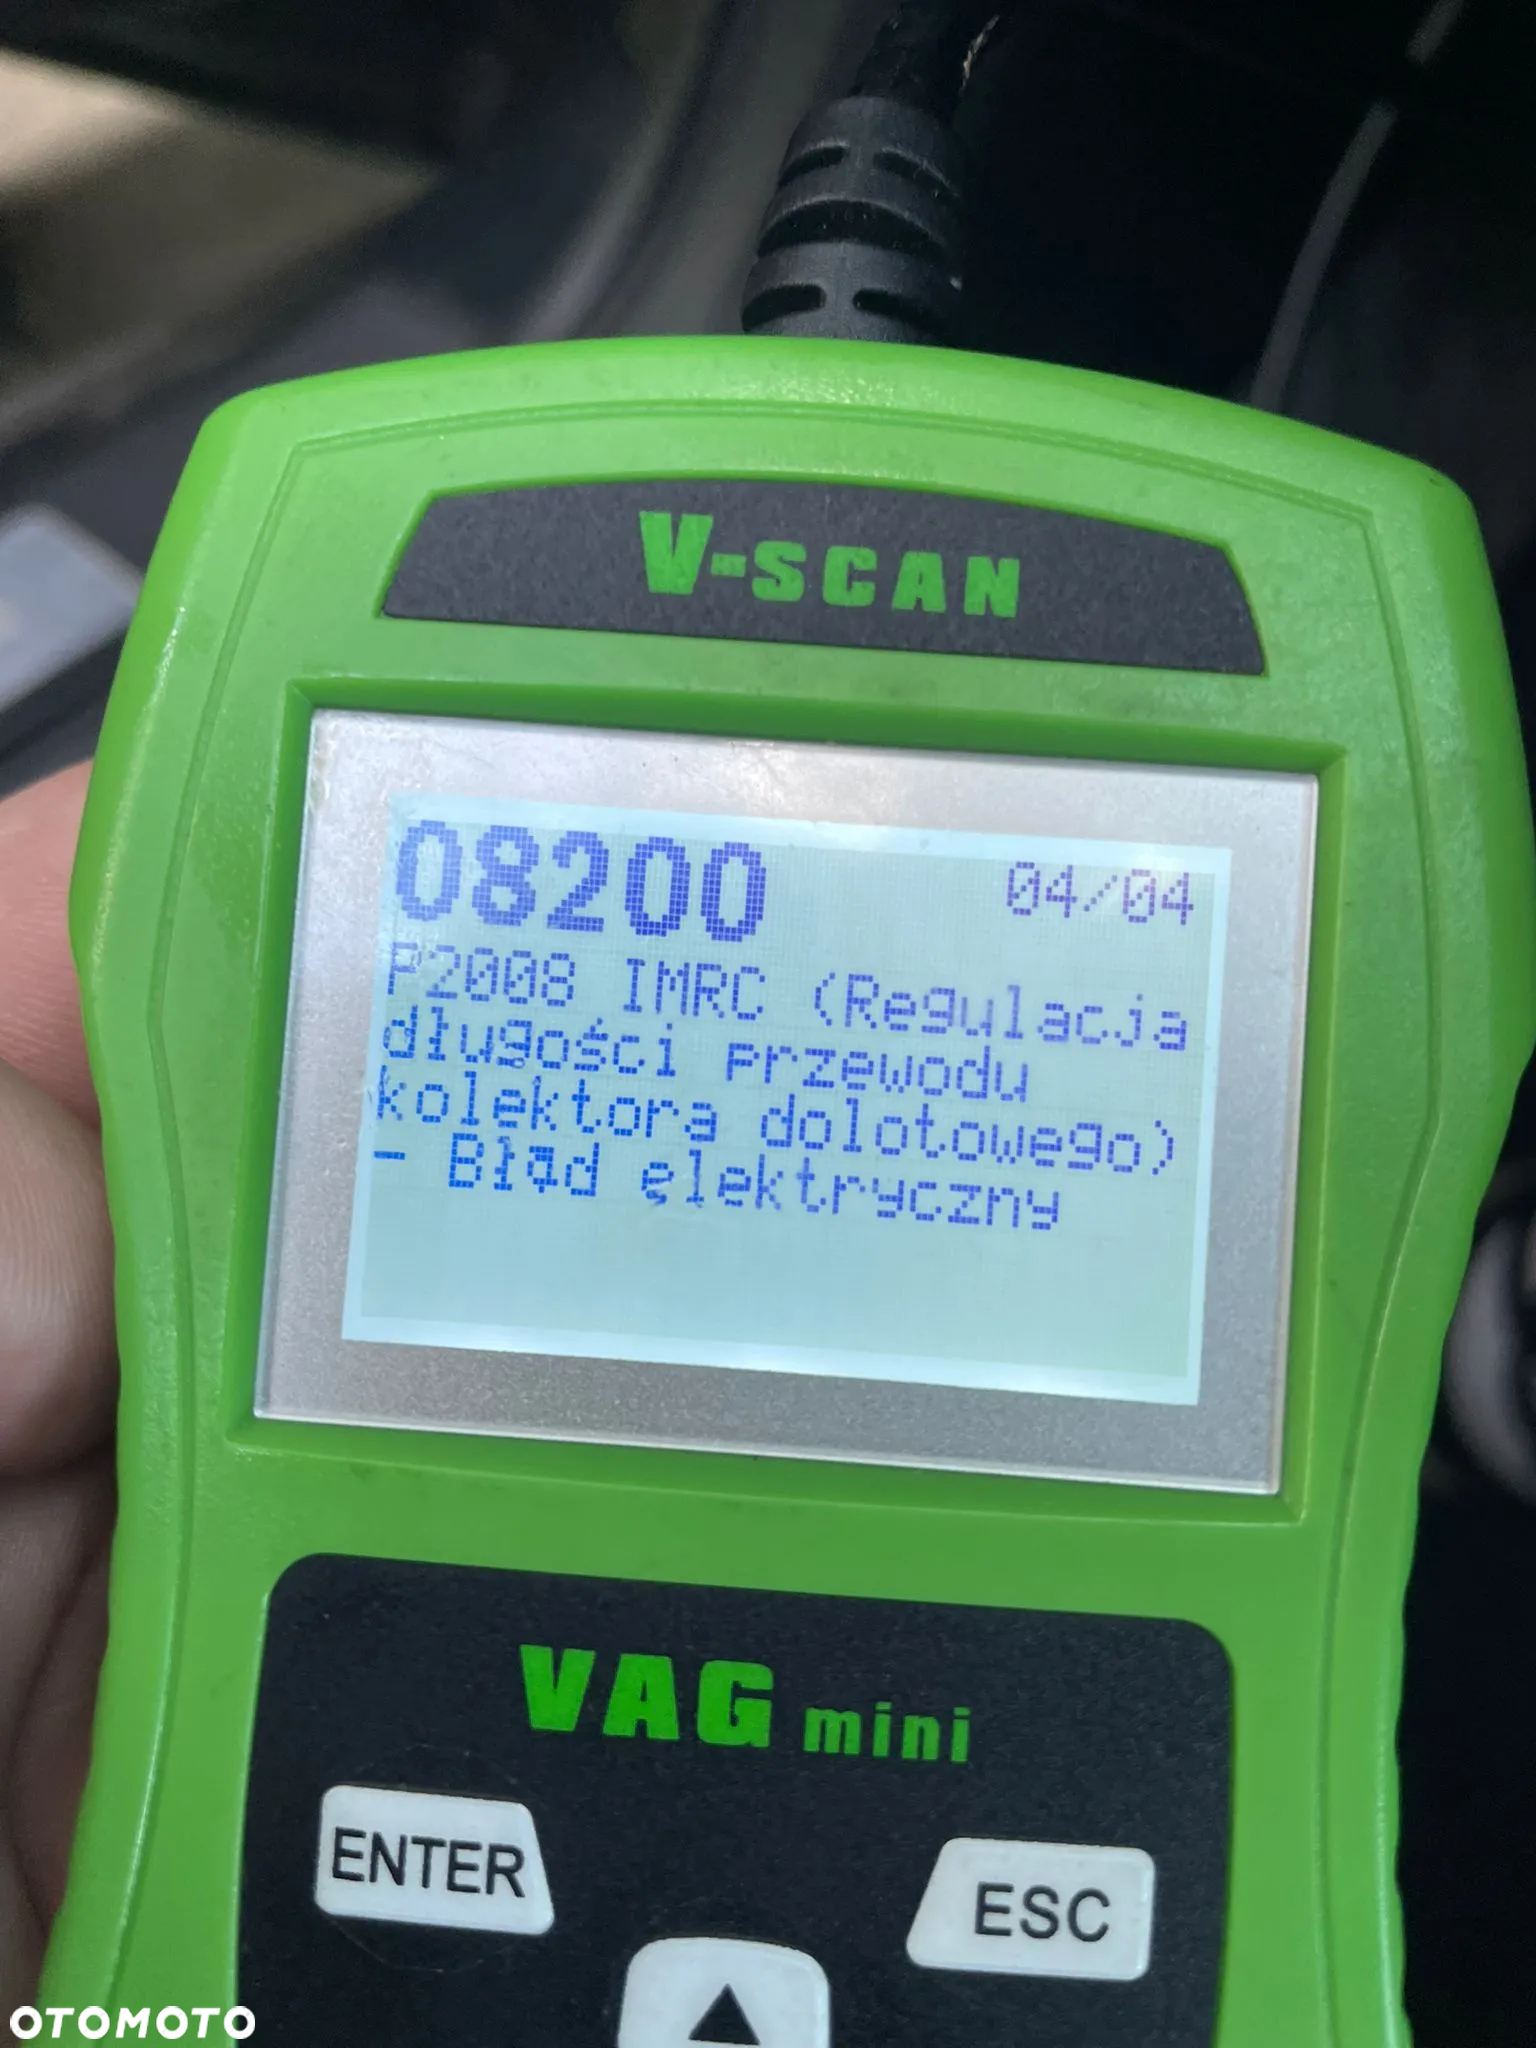 V-SCAN
08200 04/04
P2008 IMRC (Regulacja
długości przewodu
kolektora dolotowego)
- Błąd elektryczny
VAG mini
ENTER ESC
OTOMOTO